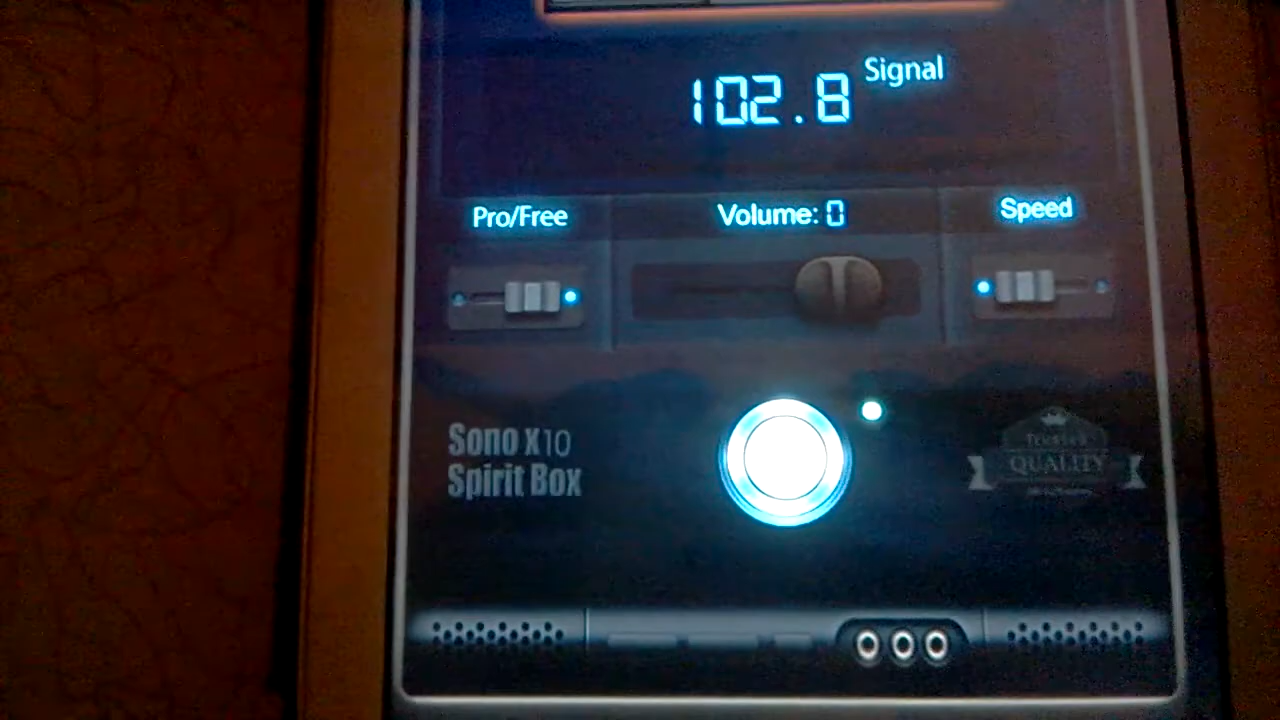 102.8 Signal
Pro/Free
Volume: 0
Speed
Sono x10
Spirit Box
QUALITY